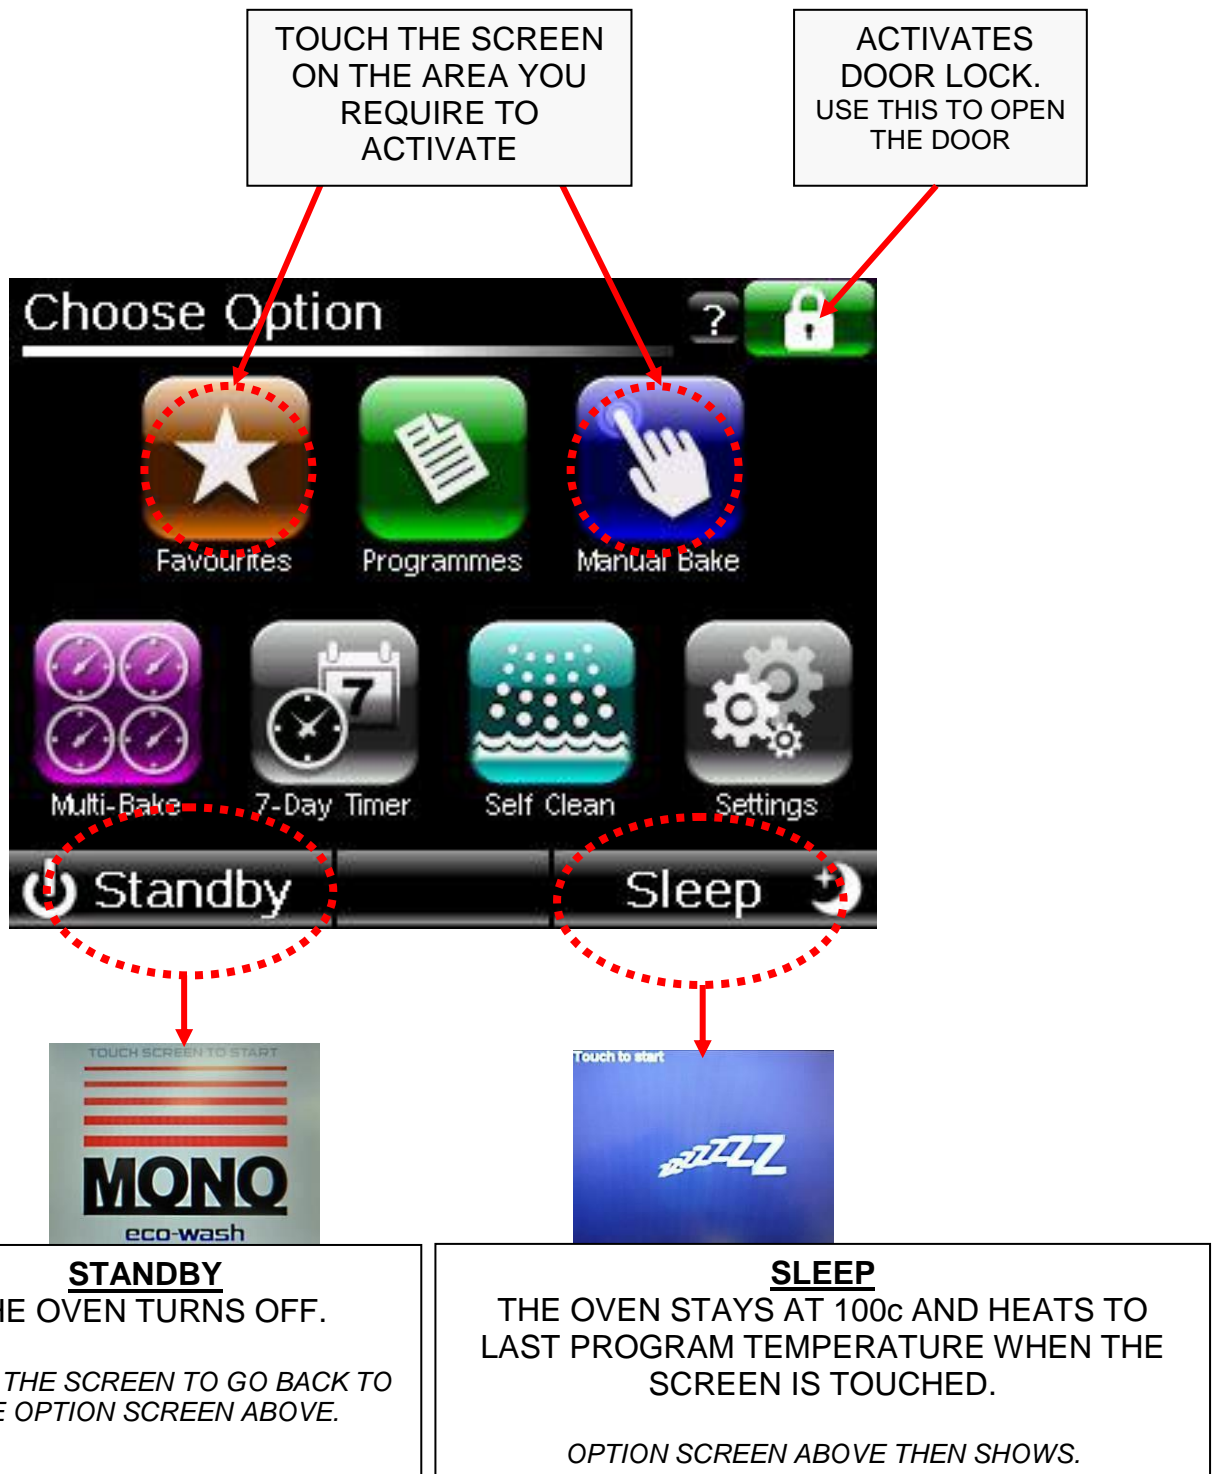 TOUCH THE SCREEN
ON THE AREA YOU
REQUIRE TO
ACTIVATE
ACTIVATES
DOOR LOCK.
USE THIS TO OPEN
THE DOOR
Choose Option
?
Favourites
Programmes
Manual Bake
7
Multi-Bake
7-Day Timer
Self Clean
Settings
Standby
Sleep
TOUCH SCREEN TO START
MONO
eco-wash
Touch to start
zzzzzZZ
STANDBY
HE OVEN TURNS OFF.
THE SCREEN TO GO BACK TO
E OPTION SCREEN ABOVE.
SLEEP
THE OVEN STAYS AT 100c AND HEATS TO
LAST PROGRAM TEMPERATURE WHEN THE
SCREEN IS TOUCHED.
OPTION SCREEN ABOVE THEN SHOWS.